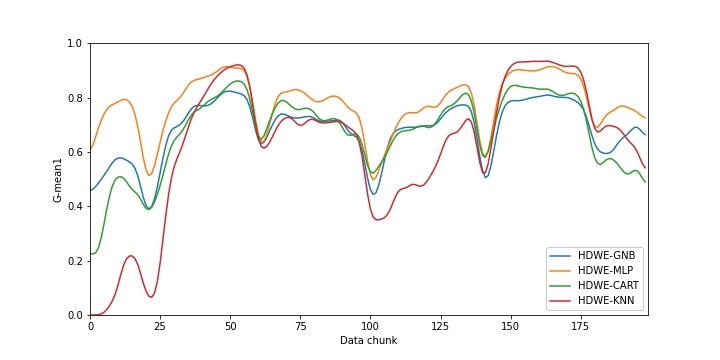 1.0
0.8
0.6
0.4
0.2
0.0
G-mean1
0
25
50
75
100
125
150
175
Data chunk
HDWE-GNB
HDWE-MLP
HDWE-CART
HDWE-KNN